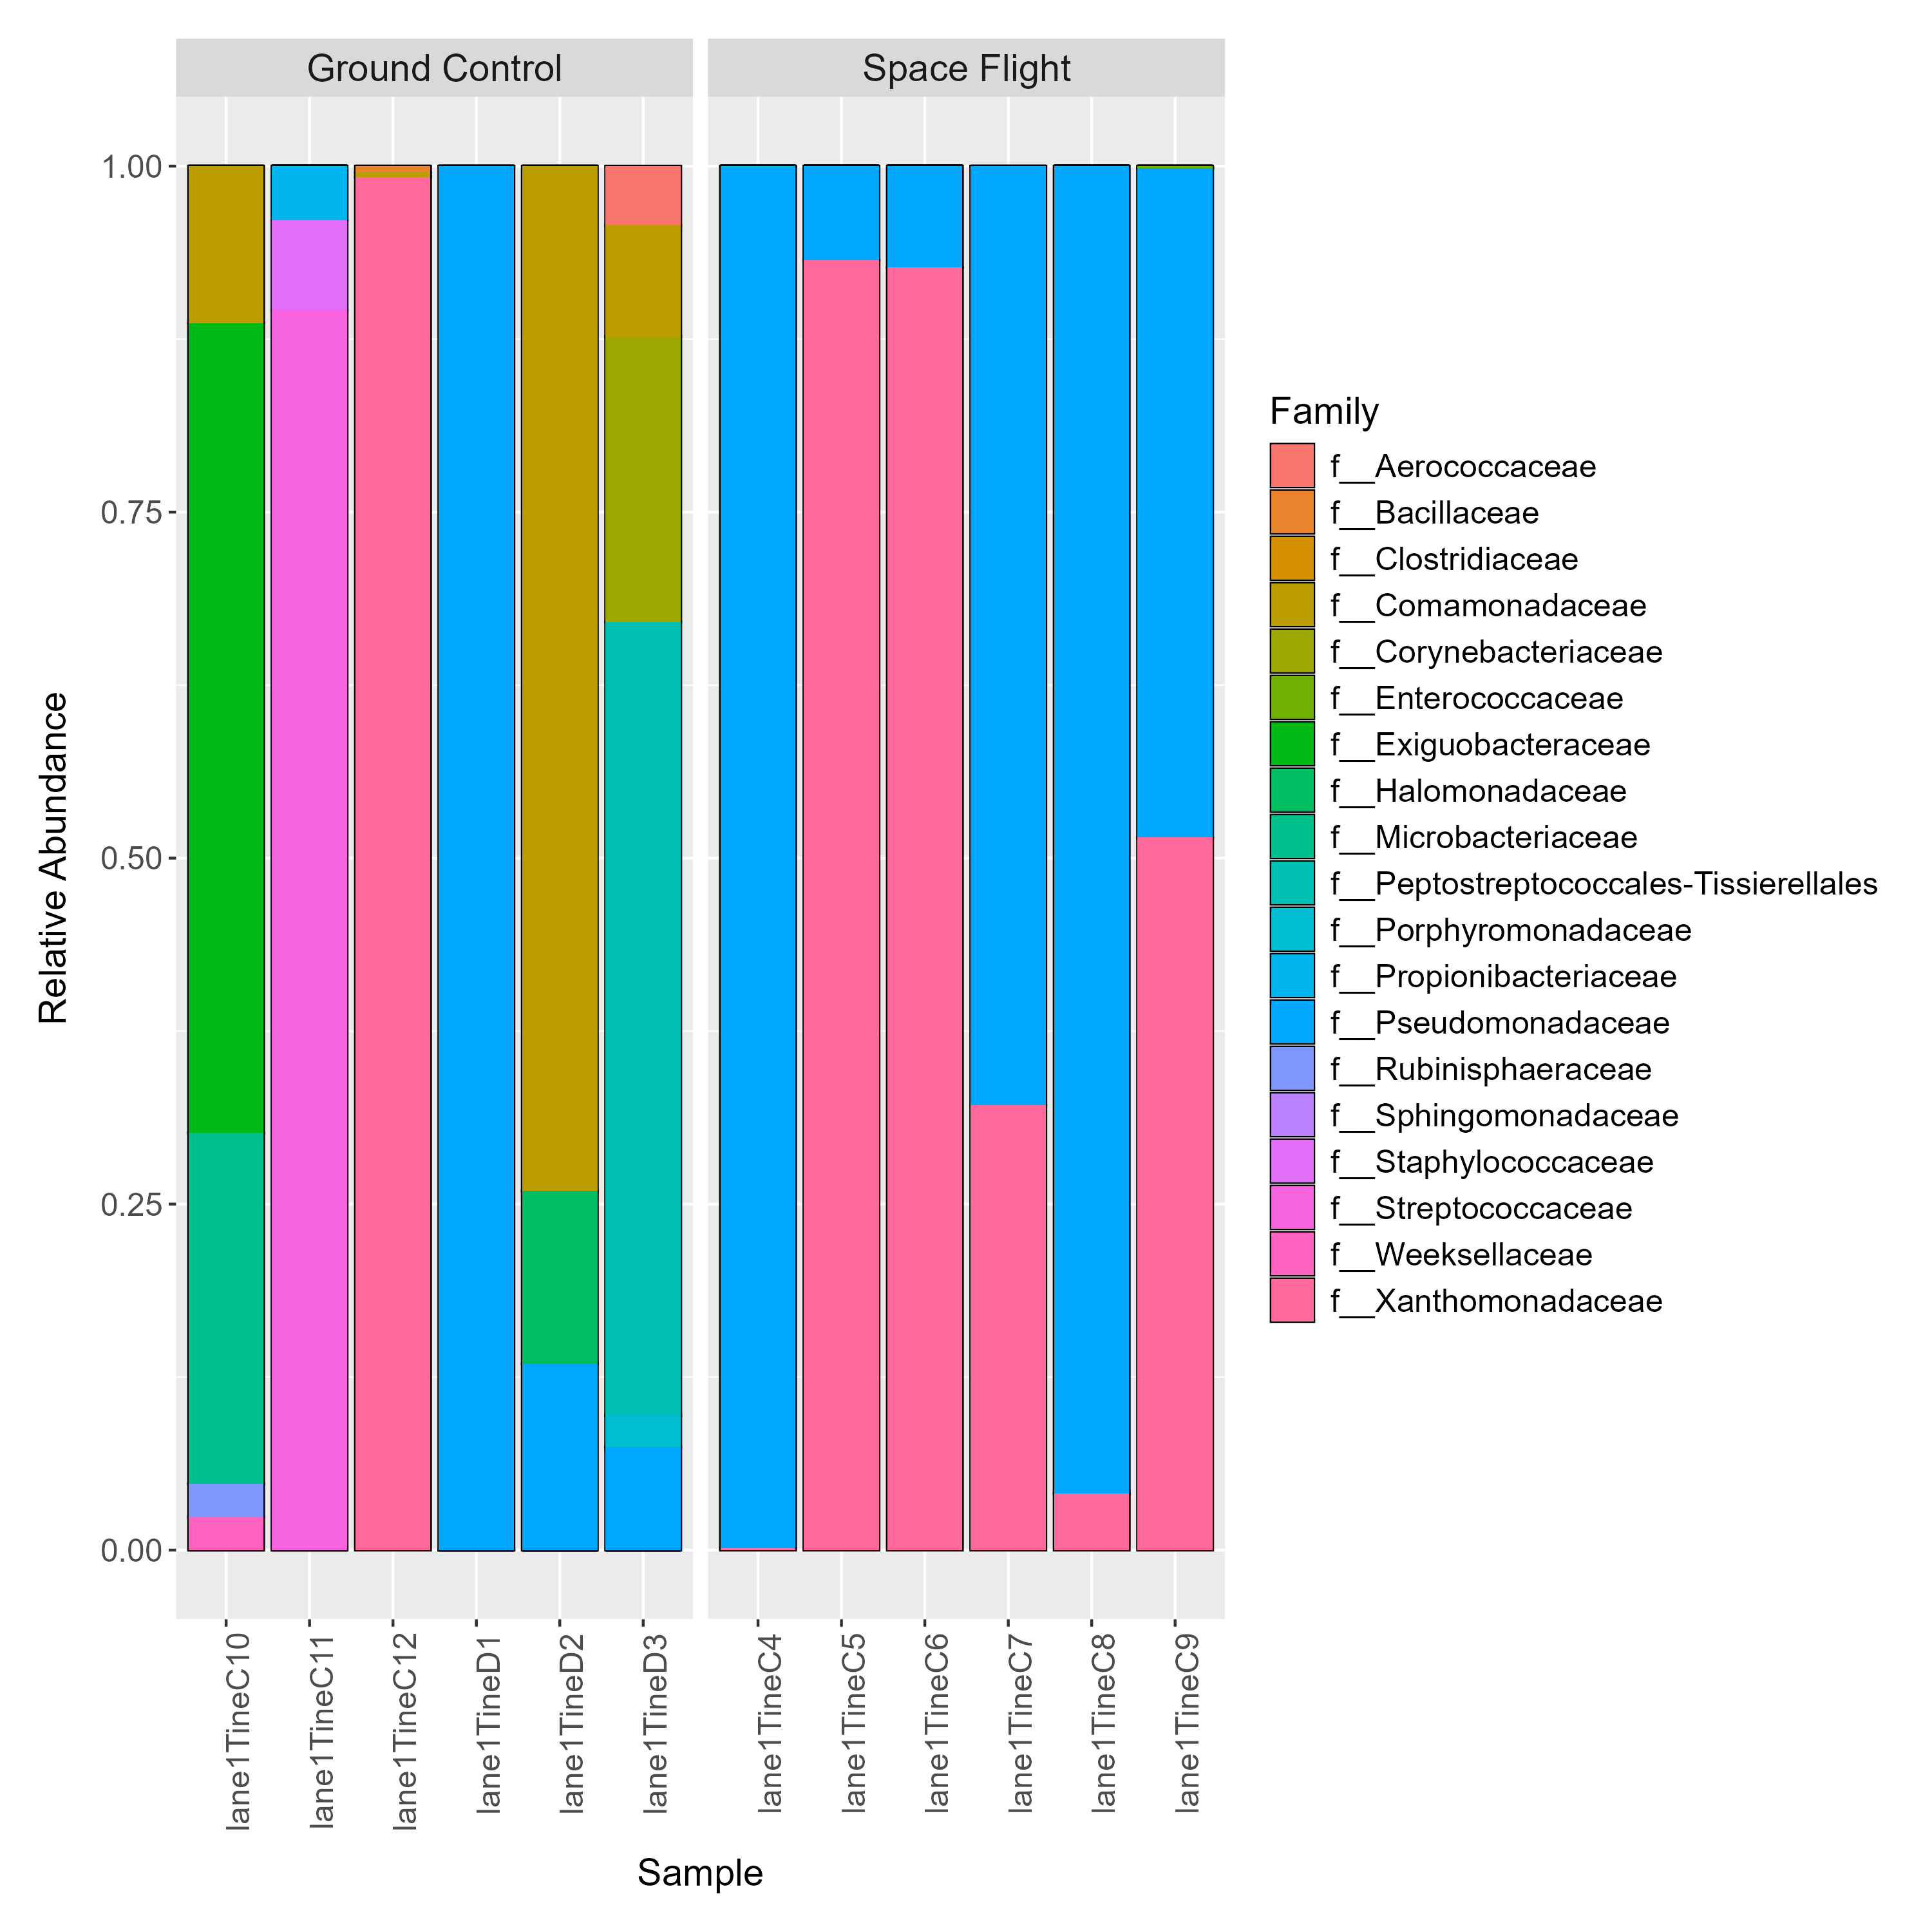 Ground Control
Space Flight
1.00
0.75
0.50
0.25
0.00
Relative Abundance
lane1TineC10
lane1TineC11
lane1TineC12
lane1TineD1
lane1TineD2
lane1TineD3
lane1TineC4
lane1TineC5
lane1TineC6
lane1TineC7
lane1TineC8
lane1TineC9
Sample
Family
f__Aerococcaceae
f__Bacillaceae
f__Clostridiaceae
f__Comamonadaceae
f__Corynebacteriaceae
f__Enterococcaceae
f__Exiguobacteraceae
f__Halomonadaceae
f__Microbacteriaceae
f__Peptostreptococcales-Tissierellales
f__Porphyromonadaceae
f__Propionibacteriaceae
f__Pseudomonadaceae
f__Rubinisphaeraceae
f__Sphingomonadaceae
f__Staphylococcaceae
f__Streptococcaceae
f__Weeksellaceae
f__Xanthomonadaceae